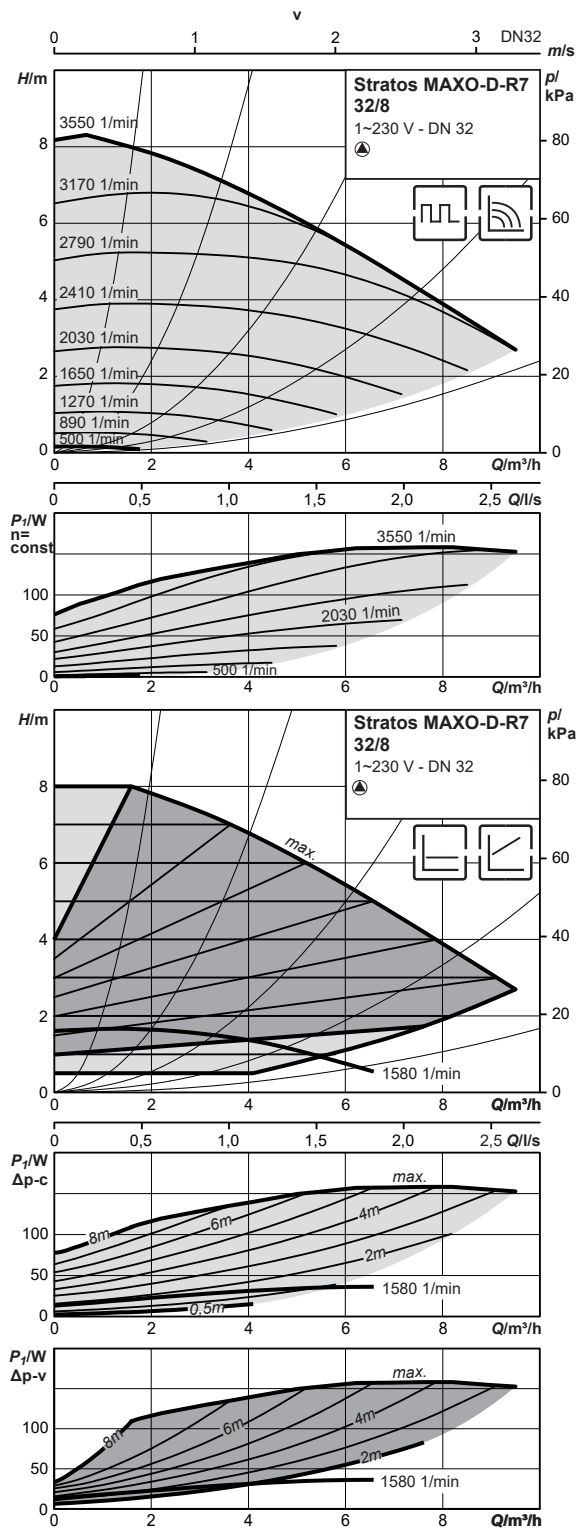 v
0 1 2 3 DN32 m/s
H/m
p/
kPa
Stratos MAXO-D-R7
32/8
1~230 V - DN 32
3550 1/min
8 80
3170 1/min
6 60
2790 1/min
4 40
2410 1/min
2030 1/min
2 20
1650 1/min
1270 1/min
890 1/min
500 1/min
0 0
0 2 4 6 8 Q/m³/h
0 0,5 1,0 1,5 2,0 2,5 Q/l/s
P₁/W
n=
const
3550 1/min
100
50
2030 1/min
500 1/min
0
0 2 4 6 8 Q/m³/h
H/m
p/
kPa
Stratos MAXO-D-R7
32/8
1~230 V - DN 32
8 80
max.
6 60
4 40
2 20
1580 1/min
0 0
0 2 4 6 8 Q/m³/h
0 0,5 1,0 1,5 2,0 2,5 Q/l/s
P₁/W
Δp-c
max.
100
8m 6m 4m
50
2m
1580 1/min
0,5m
0
0 2 4 6 8 Q/m³/h
P₁/W
Δp-v
max.
100
8m 6m 4m
50
2m
1580 1/min
0
0 2 4 6 8 Q/m³/h